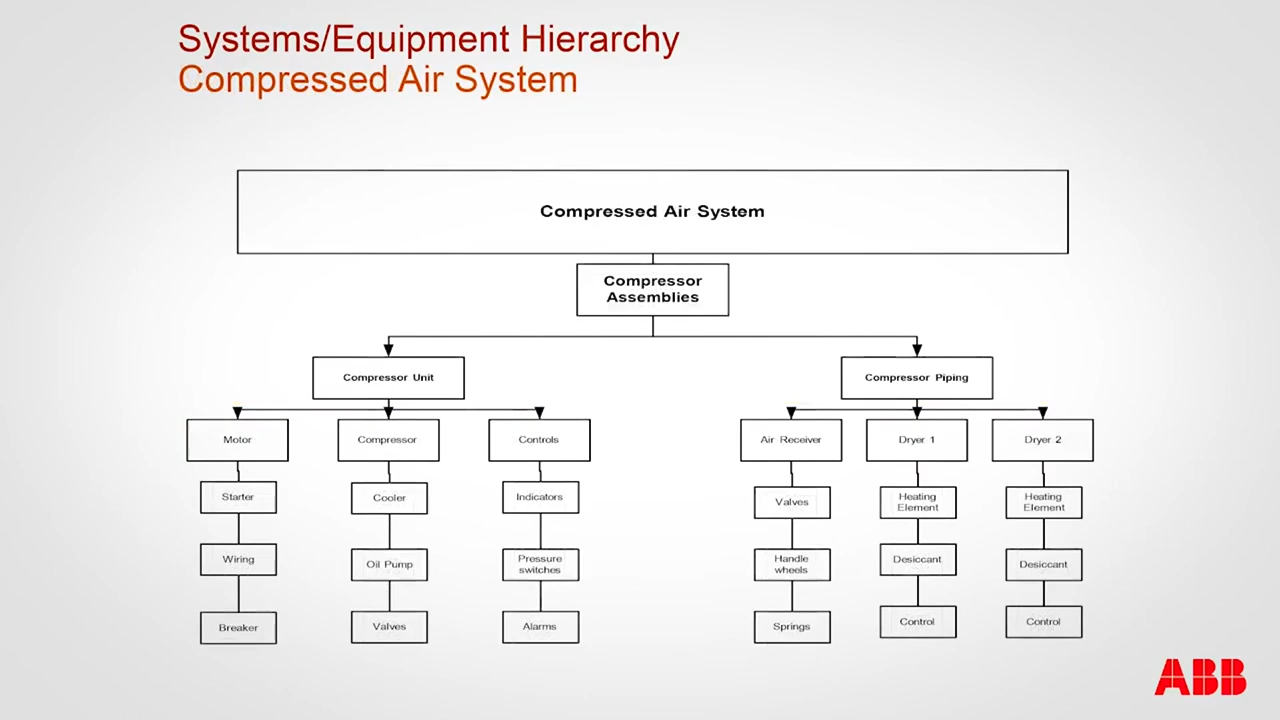 Systems/Equipment Hierarchy
Compressed Air System
Compressed Air System
Compressor
Assemblies
Compressor Unit
Compressor Piping
Motor
Compressor
Controls
Air Receiver
Dryer 1
Dryer 2
Starter
Cooler
Indicators
Valves
Heating
Element
Heating
Element
Wiring
Oil Pump
Pressure
switches
Handle
wheels
Desiccant
Desiccant
Breaker
Valves
Alarms
Springs
Control
Control
ABB